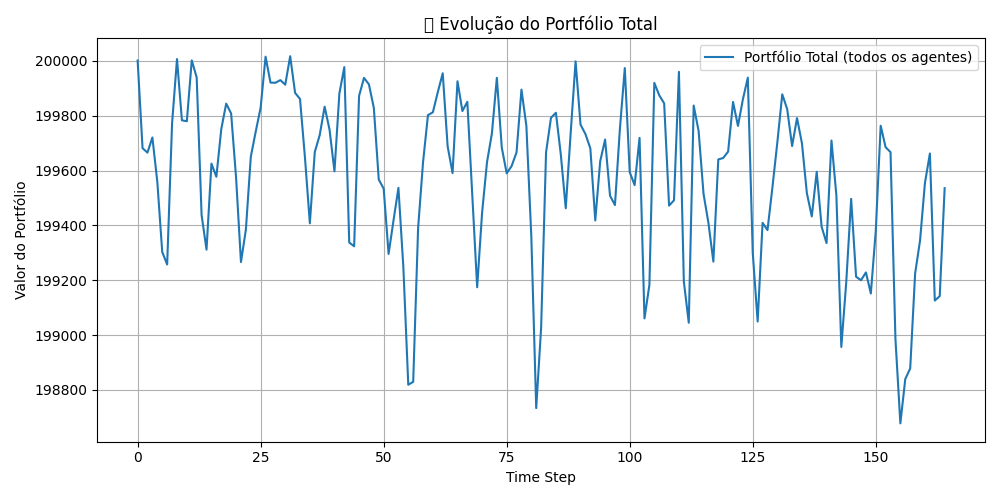 Evolução do Portfólio Total
Portfólio Total (todos os agentes)
Valor do Portfólio
200000
199800
199600
199400
199200
199000
198800
0 25 50 75 100 125 150
Time Step